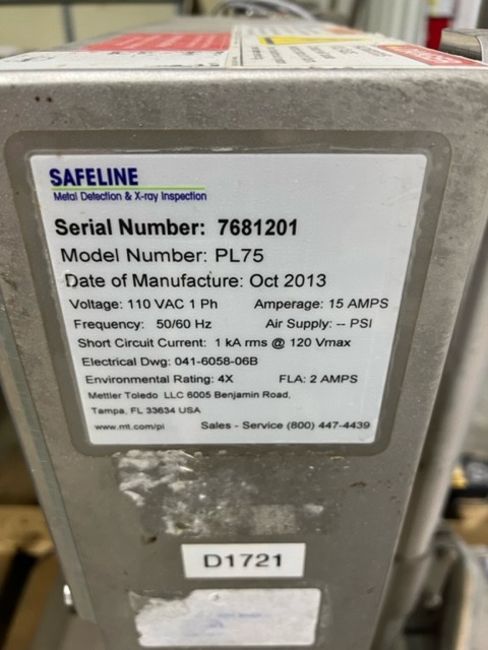 SAFELINE
Metal Detection & X-ray Inspection
Serial Number: 7681201
Model Number: PL75
Date of Manufacture: Oct 2013
Voltage: 110 VAC 1 Ph Amperage: 15 AMPS
Frequency: 50/60 Hz Air Supply: -- PSI
Short Circuit Current: 1 kA rms @ 120 Vmax
Electrical Dwg: 041-6058-06B
Environmental Rating: 4X FLA: 2 AMPS
Mettler Toledo LLC 6005 Benjamin Road,
Tampa, FL 33634 USA
www.mt.com/pi Sales - Service (800) 447-4439
D1721